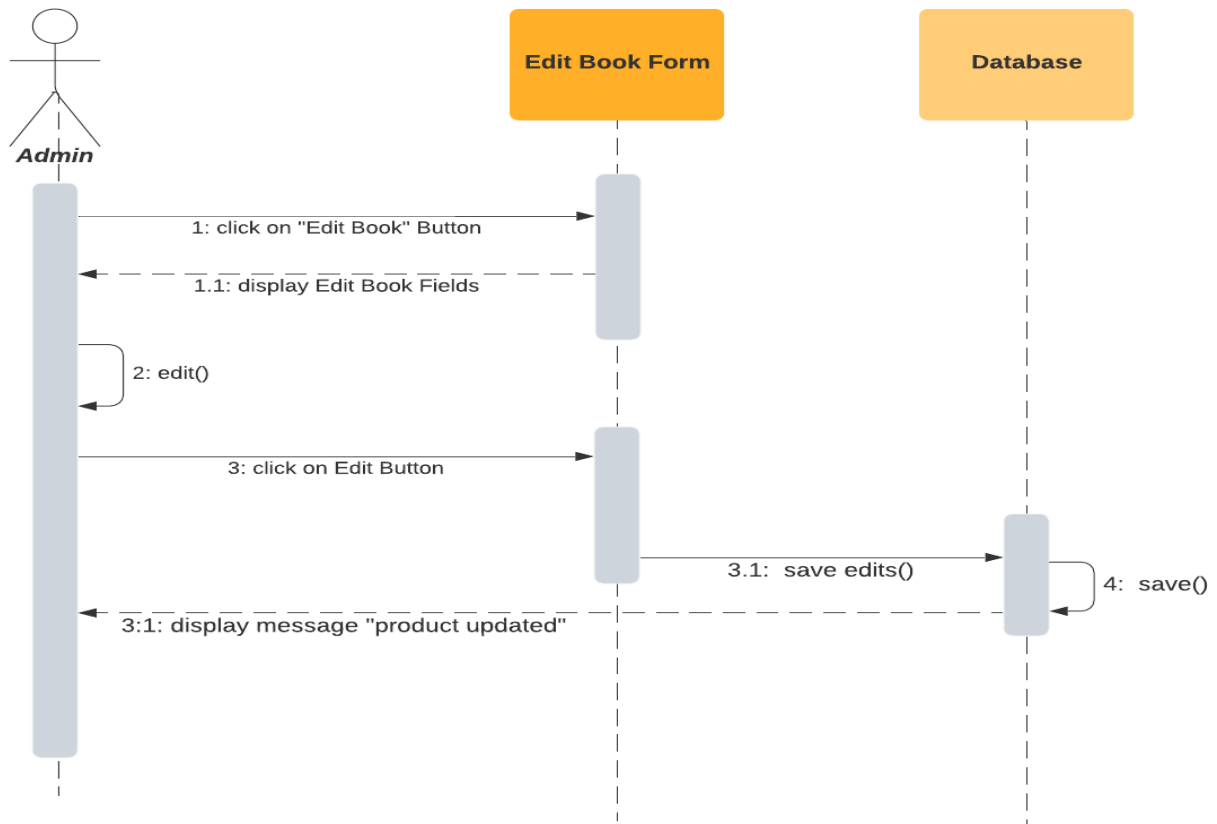 Edit Book Form
Database
Admin
1: click on "Edit Book" Button
1.1: display Edit Book Fields
2: edit()
3: click on Edit Button
3.1:  save edits()
4:  save()
3:1: display message "product updated"